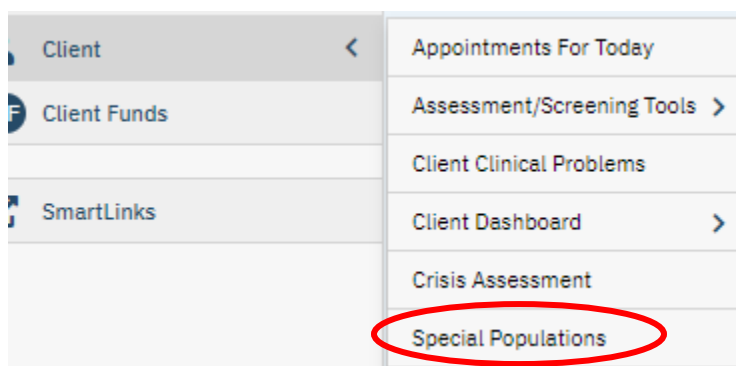 Client
Client Funds
SmartLinks
Appointments For Today
Assessment/Screening Tools
Client Clinical Problems
Client Dashboard
Crisis Assessment
Special Populations